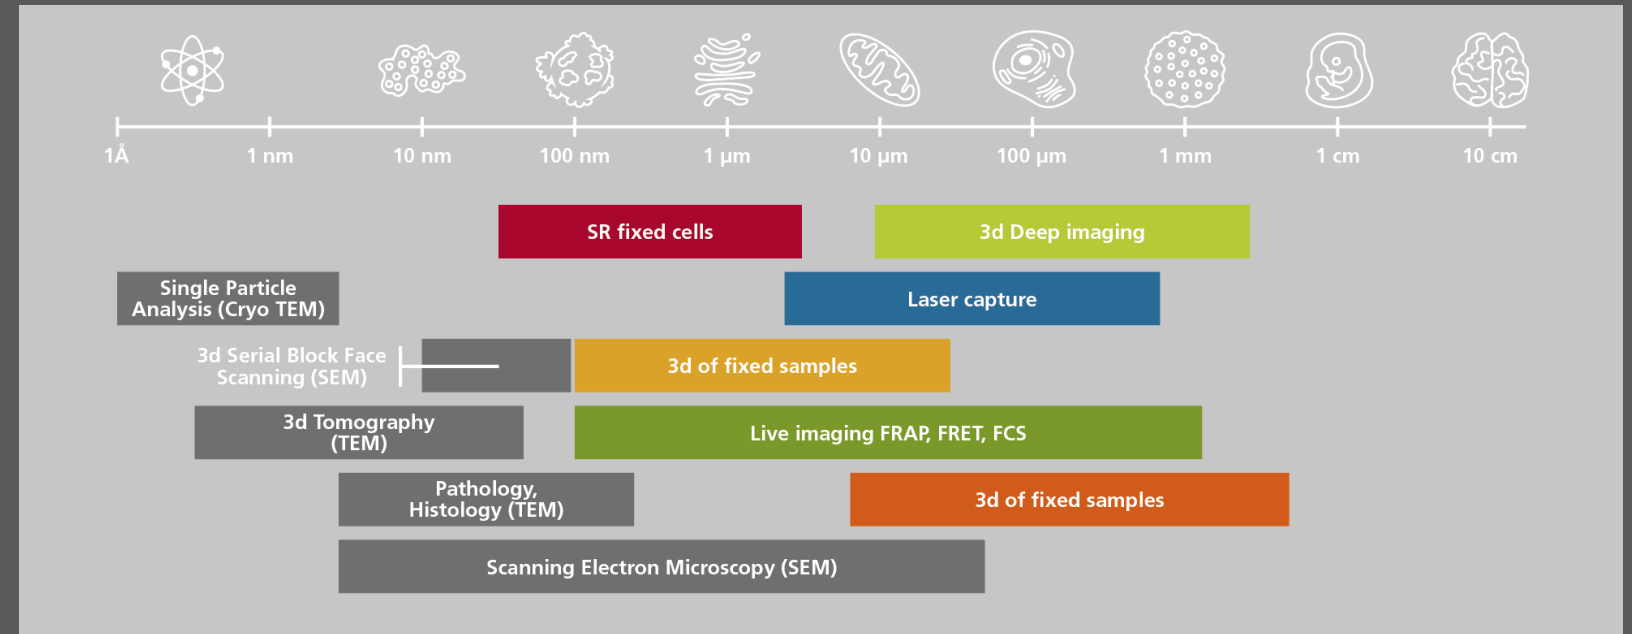 1Å
1 nm
10 nm
100 nm
1 µm
10 µm
100 µm
1 mm
1 cm
10 cm
SR fixed cells
3d Deep imaging
Single Particle
Analysis (Cryo TEM)
Laser capture
3d Serial Block Face
Scanning (SEM)
3d of fixed samples
3d Tomography
(TEM)
Live imaging FRAP, FRET, FCS
Pathology,
Histology (TEM)
3d of fixed samples
Scanning Electron Microscopy (SEM)